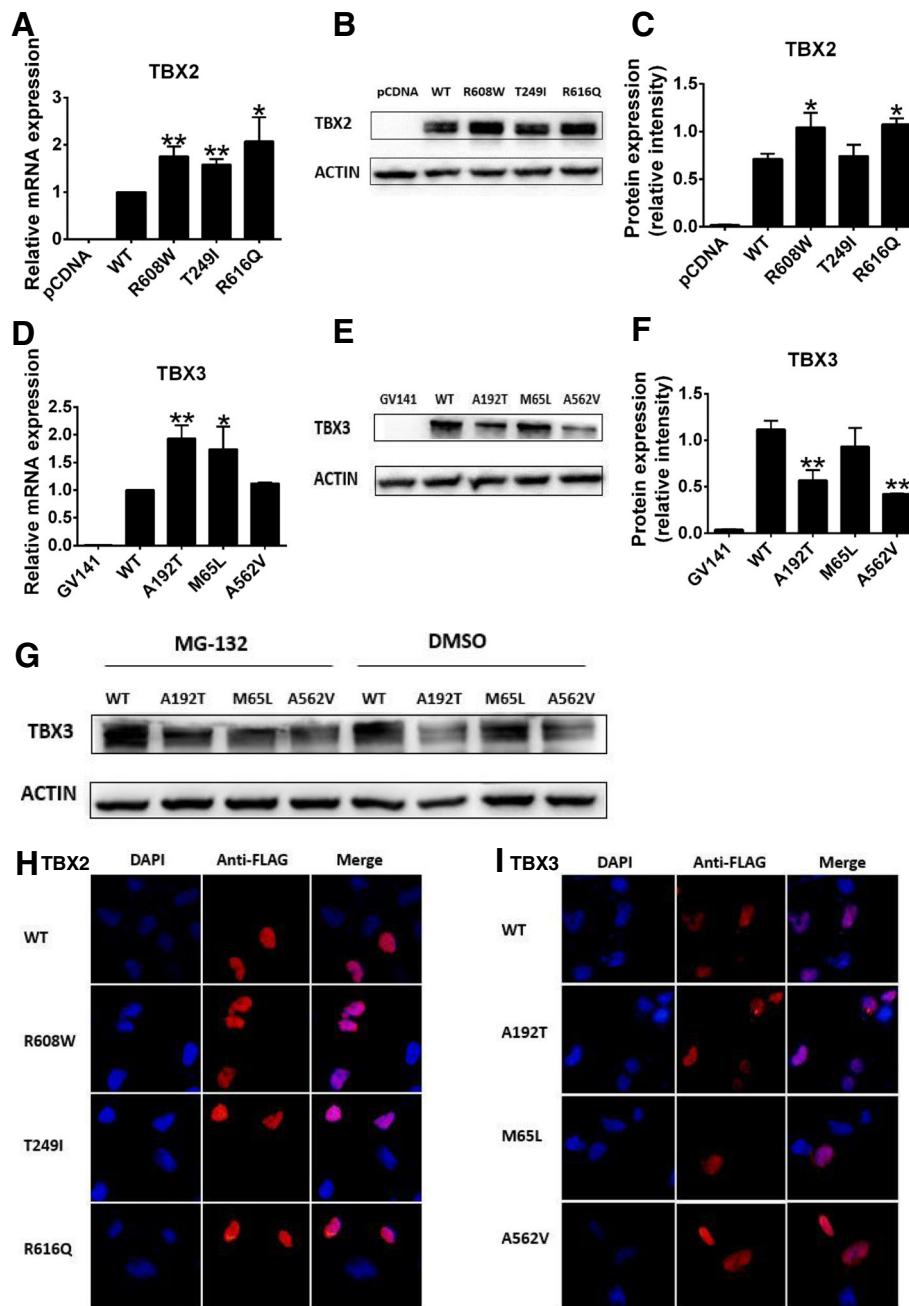 A
TBX2
Relative mRNA expression
3
2
1
0
** ** *
pCDNA WT R608W T249I R616Q
B
pCDNA WT R608W T249I R616Q
TBX2
ACTIN
C
TBX2
Protein expression
(relative intensity)
1.5
1.0
0.5
0.0
* *
pCDNA WT R608W T249I R616Q
D
TBX3
Relative mRNA expression
2.5
2.0
1.5
1.0
0.5
0.0
** *
GV141 WT A192T M65L A562V
E
GV141 WT A192T M65L A562V
TBX3
ACTIN
F
TBX3
Protein expression
(relative intensity)
1.5
1.0
0.5
0.0
** **
GV141 WT A192T M65L A562V
G
MG-132 DMSO
WT A192T M65L A562V WT A192T M65L A562V
TBX3
ACTIN
H TBX2
DAPI Anti-FLAG Merge
WT
R608W
T249I
R616Q
I TBX3
DAPI Anti-FLAG Merge
WT
A192T
M65L
A562V